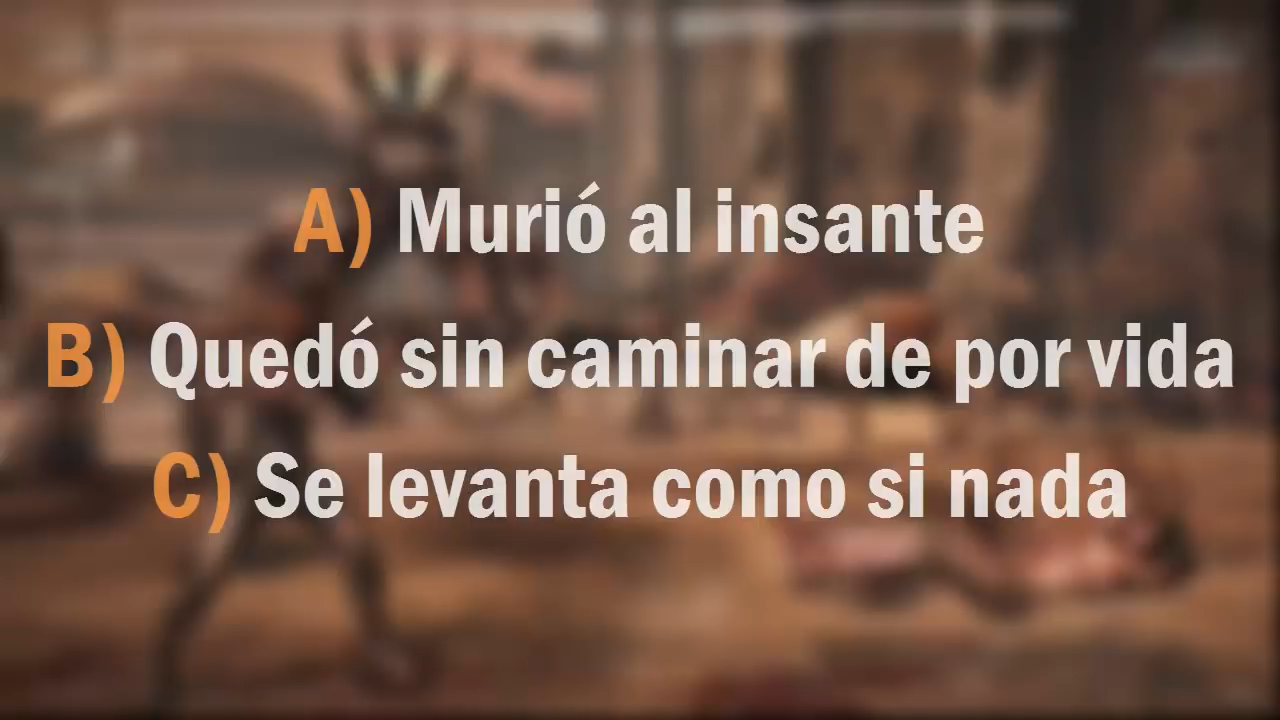 A) Murió al insante
B) Quedó sin caminar de por vida
C) Se levanta como si nada